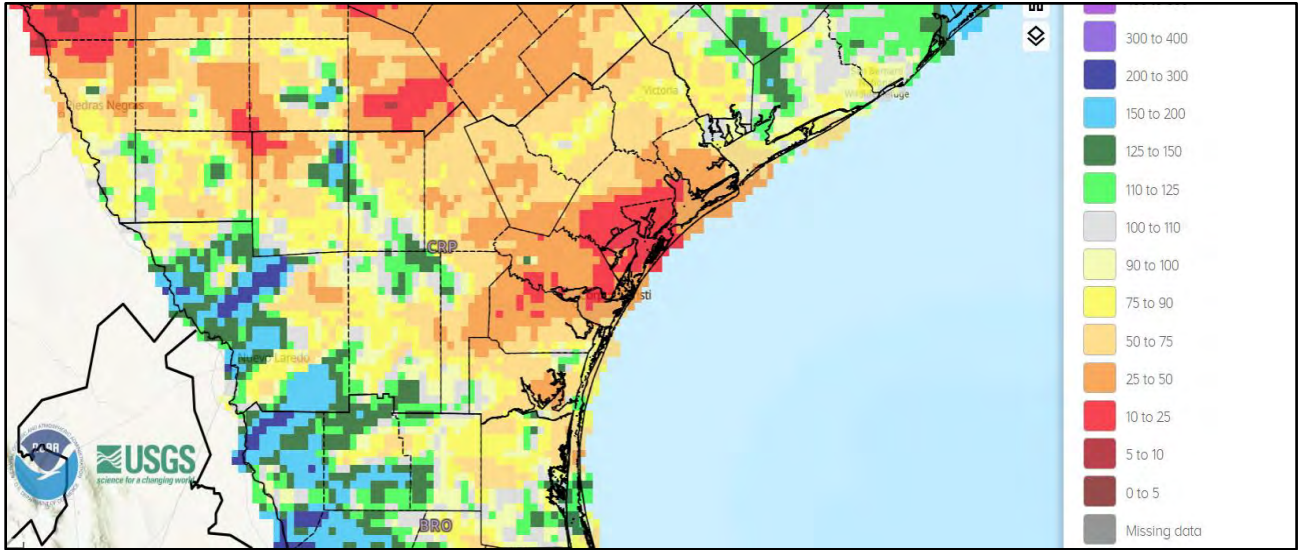 300 to 400
200 to 300
150 to 200
125 to 150
110 to 125
100 to 110
90 to 100
75 to 90
50 to 75
25 to 50
10 to 25
5 to 10
0 to 5
Missing data
Piedras Negras
Victoria
CRP
Nuevo Laredo
BRO
NOAA
USGS
science for a changing world